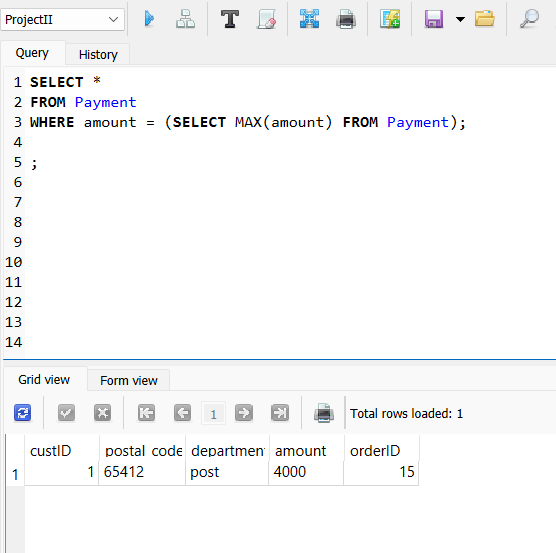 ProjectII
Query History
1 SELECT *
2 FROM Payment
3 WHERE amount = (SELECT MAX(amount) FROM Payment);
4
5 ;
6
7
8
9
10
11
12
13
14
Grid view Form view
1 Total rows loaded: 1
custID postal_code department amount orderID
1 1 65412 post 4000 15